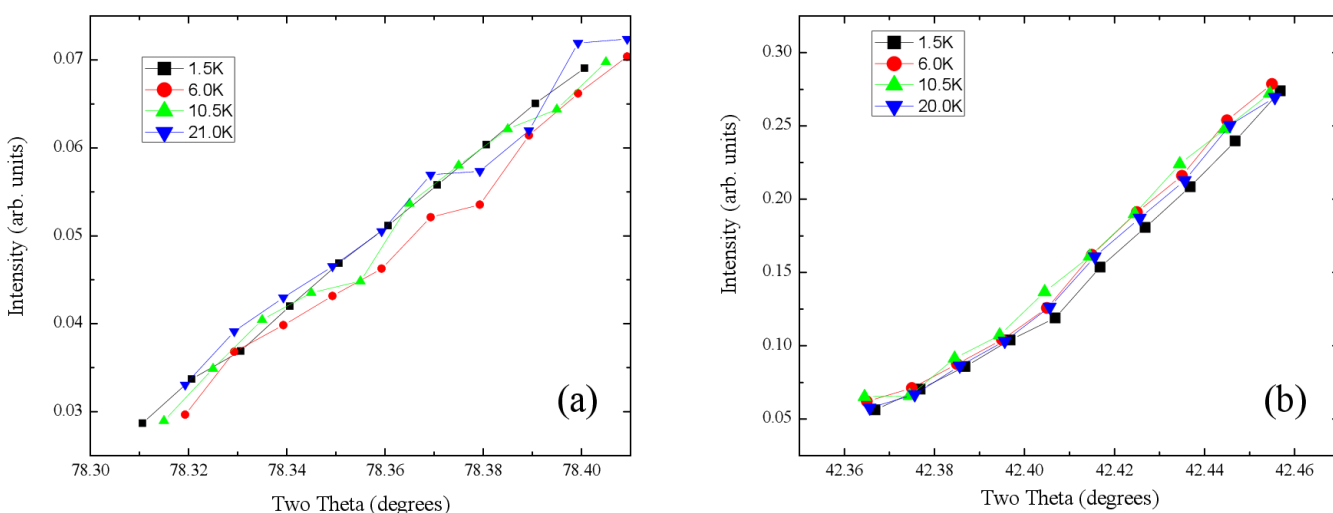 0.07
0.06
0.05
0.04
0.03
Intensity (arb. units)
1.5K
6.0K
10.5K
21.0K
(a)
78.30 78.32 78.34 78.36 78.38 78.40
Two Theta (degrees)
0.30
0.25
0.20
0.15
0.10
0.05
Intensity (arb. units)
1.5K
6.0K
10.5K
20.0K
(b)
42.36 42.38 42.40 42.42 42.44 42.46
Two Theta (degrees)